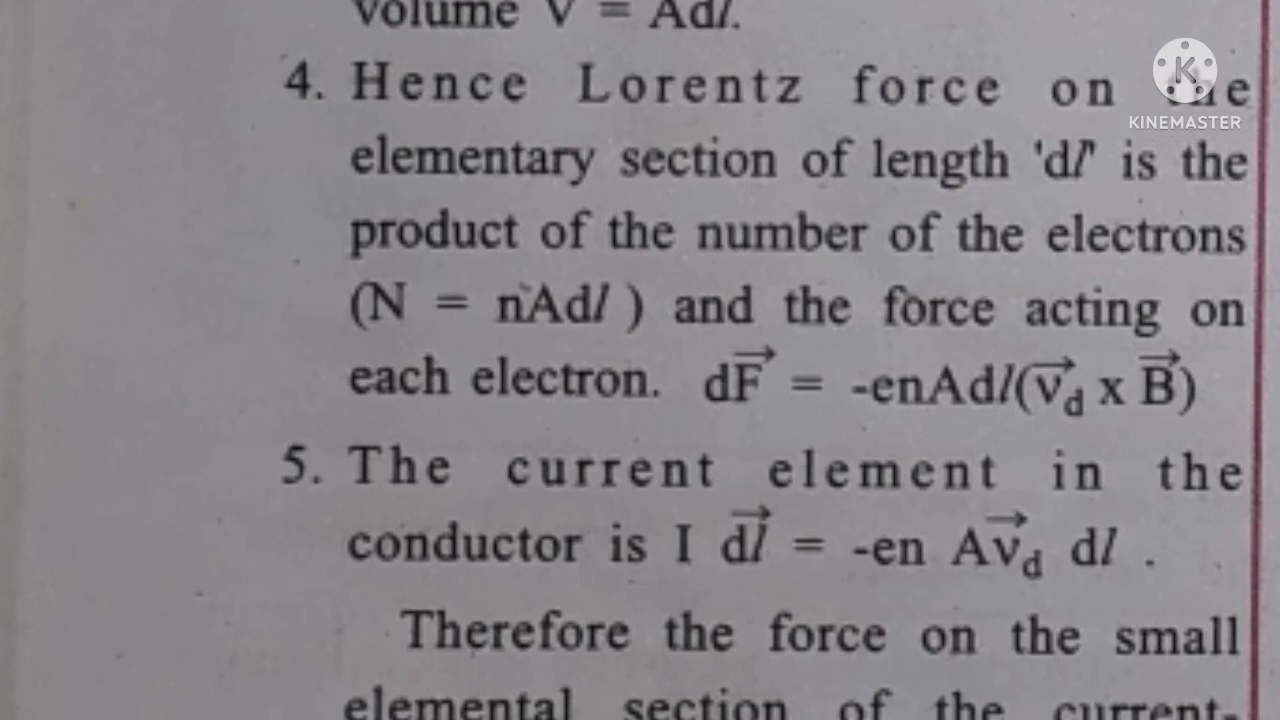 volume V = Adl.
4. Hence Lorentz force on the
elementary section of length 'dl' is the
product of the number of the electrons
(N = nAdl ) and the force acting on
each electron. dF⃗ = -enAdl(v⃗d x B⃗)
5. The current element in the
conductor is I dl⃗ = -en Av⃗d dl .
Therefore the force on the small
elemental section of the current-
KINEMASTER